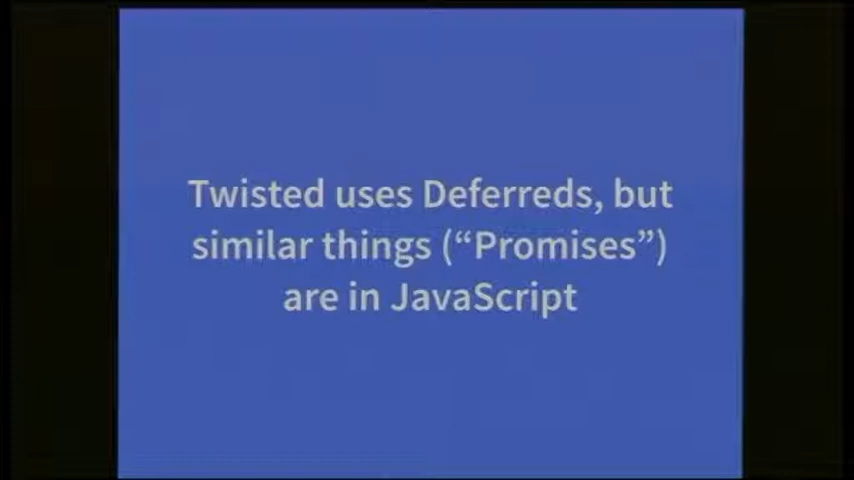 Twisted uses Deferreds, but
similar things (“Promises”)
are in JavaScript